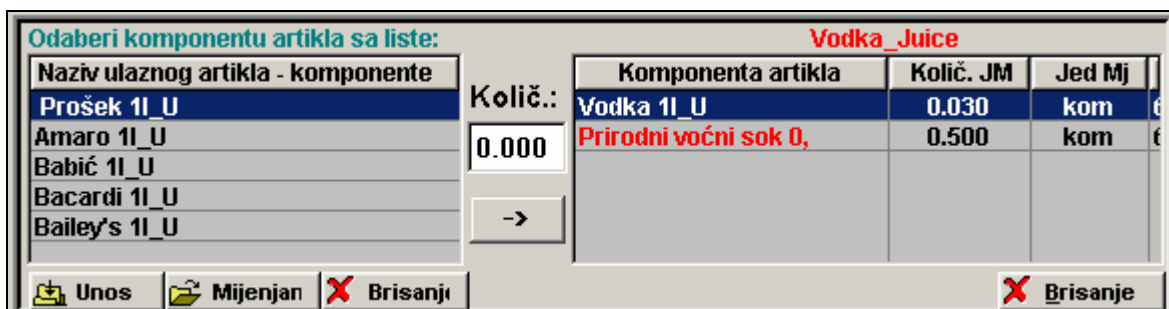 Odaberi komponentu artikla sa liste:
Vodka_Juice
Naziv ulaznog artikla - komponente
Prošek 1l_U
Amaro 1l_U
Babić 1l_U
Bacardi 1l_U
Bailey's 1l_U
Količ.:
0.000
->
Komponenta artikla Količ. JM Jed Mj
Vodka 1l_U 0.030 kom
Prirodni voćni sok 0, 0.500 kom
Unos Mijenjan Brisanj
Brisanje